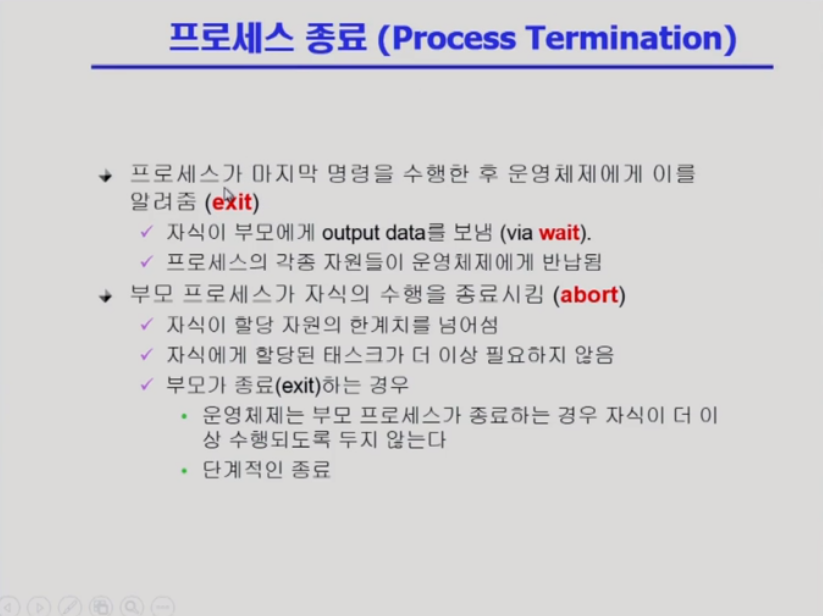 프로세스 종료 (Process Termination)
프로세스가 마지막 명령을 수행한 후 운영체제에게 이를
알려줌 (exit)
자식이 부모에게 output data를 보냄 (via wait).
프로세스의 각종 자원들이 운영체제에게 반납됨
부모 프로세스가 자식의 수행을 종료시킴 (abort)
자식이 할당 자원의 한계치를 넘어섬
자식에게 할당된 태스크가 더 이상 필요하지 않음
부모가 종료(exit)하는 경우
운영체제는 부모 프로세스가 종료하는 경우 자식이 더 이
상 수행되도록 두지 않는다
단계적인 종료